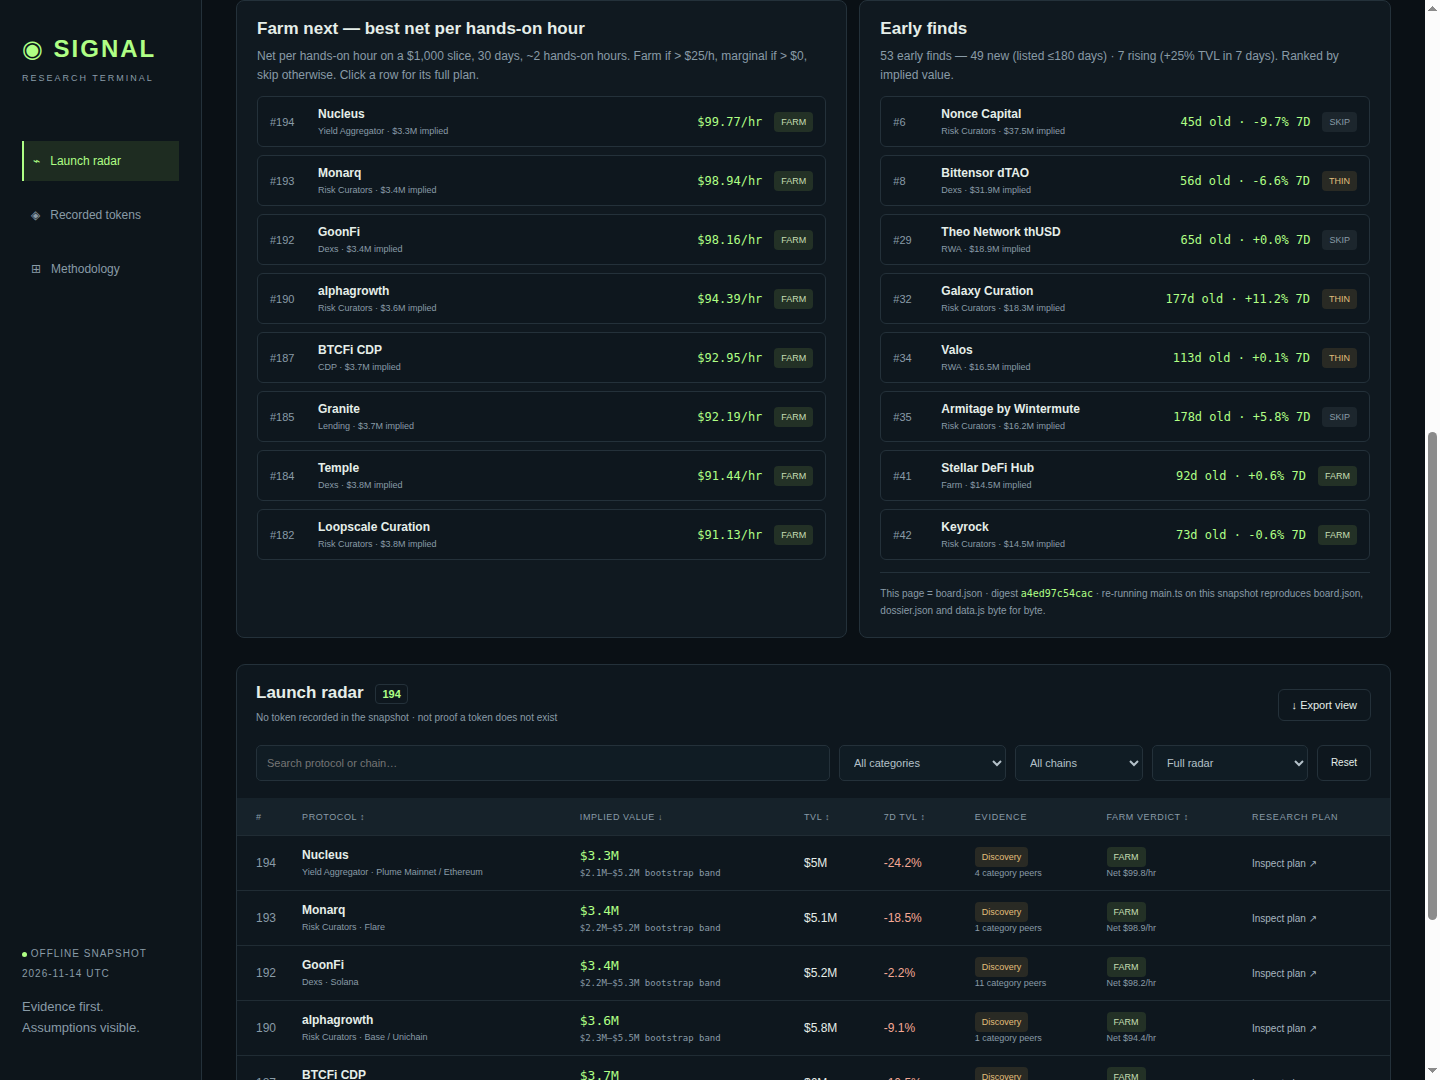 ◉ SIGNAL
RESEARCH TERMINAL
⌁ Launch radar
◈ Recorded tokens
⊞ Methodology
OFFLINE SNAPSHOT
2026-11-14 UTC
Evidence first.
Assumptions visible.
Farm next — best net per hands-on hour
Net per hands-on hour on a $1,000 slice, 30 days, ~2 hands-on hours. Farm if > $25/h, marginal if > $0,
skip otherwise. Click a row for its full plan.
#194 Nucleus $99.77/hr FARM
Yield Aggregator · $3.3M implied
#193 Monarq $98.94/hr FARM
Risk Curators · $3.4M implied
#192 GoonFi $98.16/hr FARM
Dexs · $3.4M implied
#190 alphagrowth $94.39/hr FARM
Risk Curators · $3.6M implied
#187 BTCFi CDP $92.95/hr FARM
CDP · $3.7M implied
#185 Granite $92.19/hr FARM
Lending · $3.7M implied
#184 Temple $91.44/hr FARM
Dexs · $3.8M implied
#182 Loopscale Curation $91.13/hr FARM
Risk Curators · $3.8M implied
Early finds
53 early finds — 49 new (listed ≤180 days) · 7 rising (+25% TVL in 7 days). Ranked by
implied value.
#6 Nonce Capital 45d old · -9.7% 7D SKIP
Risk Curators · $37.5M implied
#8 Bittensor dTAO 56d old · -6.6% 7D THIN
Dexs · $31.9M implied
#29 Theo Network thUSD 65d old · +0.0% 7D SKIP
RWA · $18.9M implied
#32 Galaxy Curation 177d old · +11.2% 7D THIN
Risk Curators · $18.3M implied
#34 Valos 113d old · +0.1% 7D THIN
RWA · $16.5M implied
#35 Armitage by Wintermute 178d old · +5.8% 7D SKIP
Risk Curators · $16.2M implied
#41 Stellar DeFi Hub 92d old · +0.6% 7D FARM
Farm · $14.5M implied
#42 Keyrock 73d old · -0.6% 7D FARM
Risk Curators · $14.5M implied
This page = board.json · digest a4ed97c54cac · re-running main.ts on this snapshot reproduces board.json,
dossier.json and data.js byte for byte.
Launch radar 194
No token recorded in the snapshot · not proof a token does not exist
↓ Export view
Search protocol or chain… All categories All chains Full radar Reset
# PROTOCOL ↕ IMPLIED VALUE ↓ TVL ↕ 7D TVL ↕ EVIDENCE FARM VERDICT ↕ RESEARCH PLAN
194 Nucleus $3.3M $5M -24.2% Discovery FARM Inspect plan ↗
Yield Aggregator · Plume Mainnet / Ethereum $2.1M–$5.2M bootstrap band 4 category peers Net $99.8/hr
193 Monarq $3.4M $5.1M -18.5% Discovery FARM Inspect plan ↗
Risk Curators · Flare $2.2M–$5.2M bootstrap band 1 category peers Net $98.9/hr
192 GoonFi $3.4M $5.2M -2.2% Discovery FARM Inspect plan ↗
Dexs · Solana $2.2M–$5.3M bootstrap band 11 category peers Net $98.2/hr
190 alphagrowth $3.6M $5.8M -9.1% Discovery FARM Inspect plan ↗
Risk Curators · Base / Unichain $2.3M–$5.5M bootstrap band 1 category peers Net $94.4/hr
BTCFi CDP $3.7M Discovery FARM